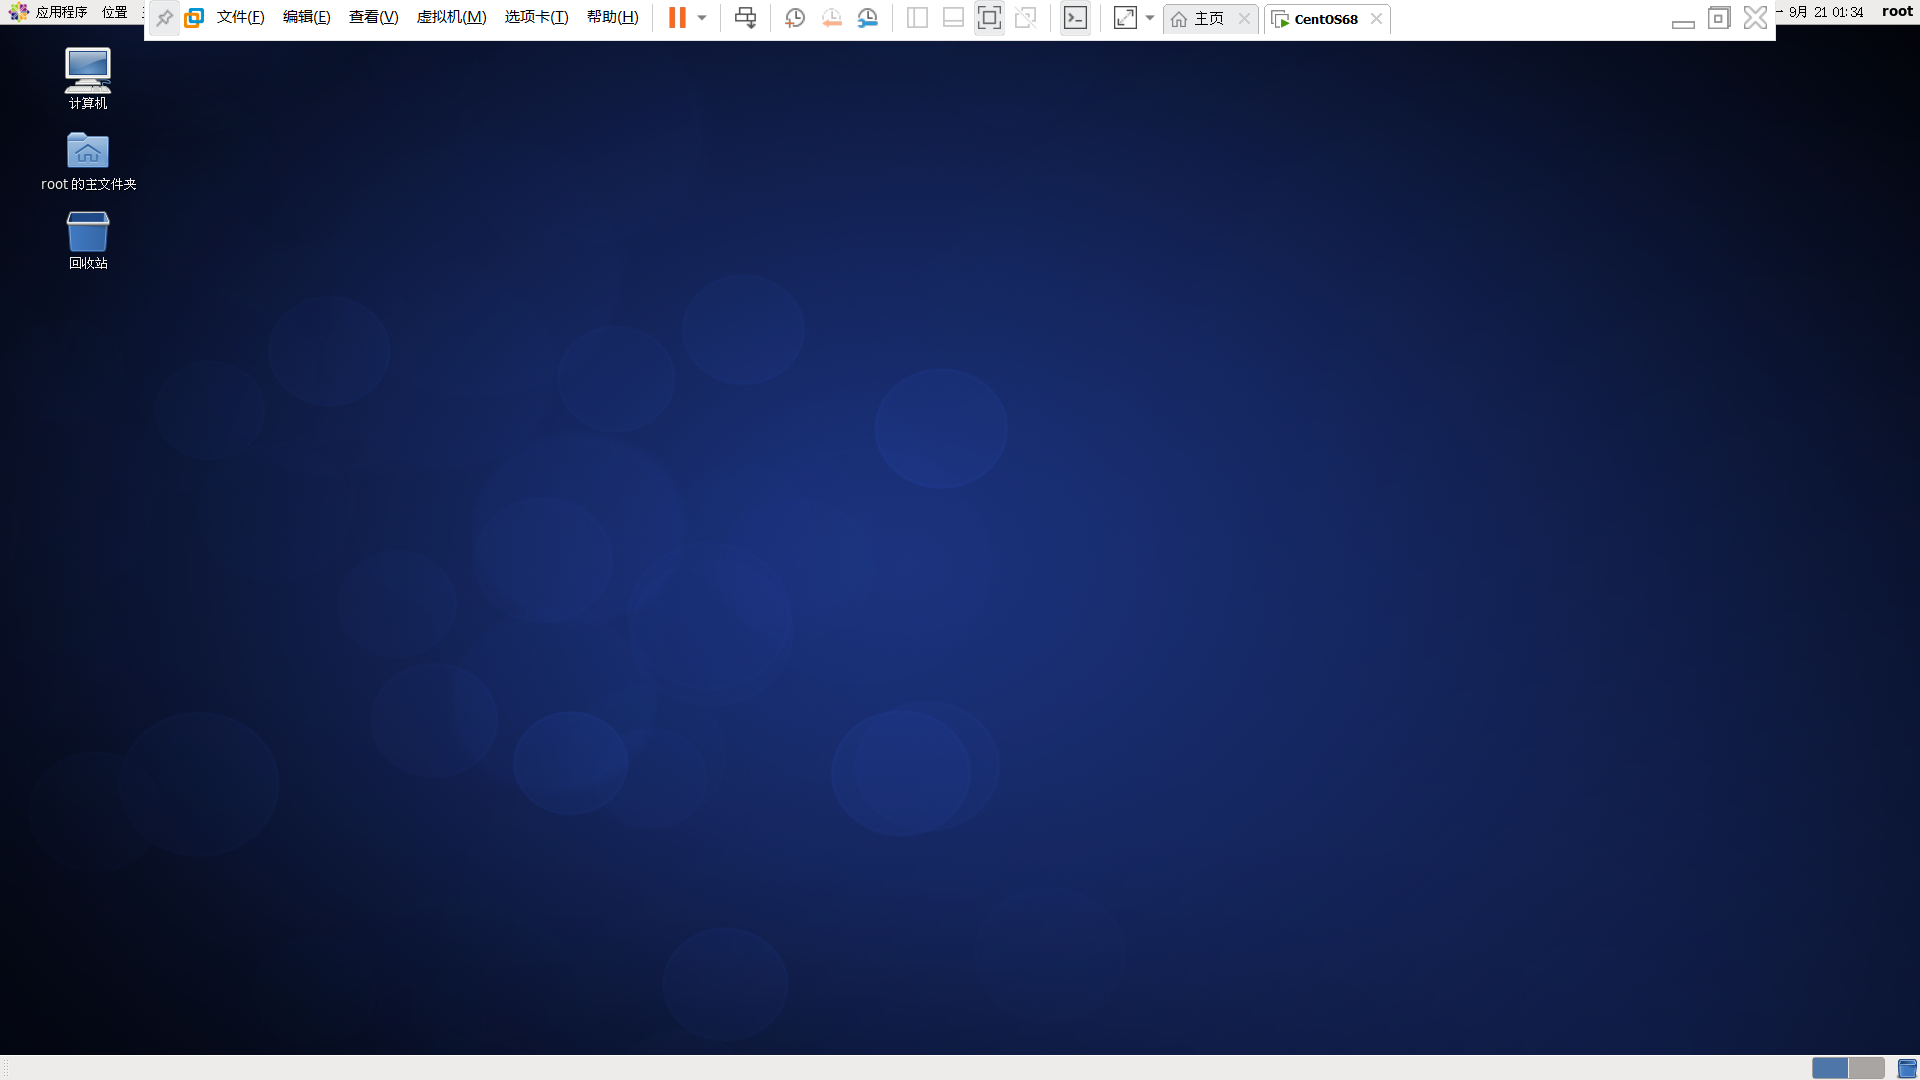 应用程序 位置
文件(F) 编辑(E) 查看(V) 虚拟机(M) 选项卡(T) 帮助(H) 主页 CentOS68
一 9月 21 01:34 root
计算机
root 的主文件夹
回收站